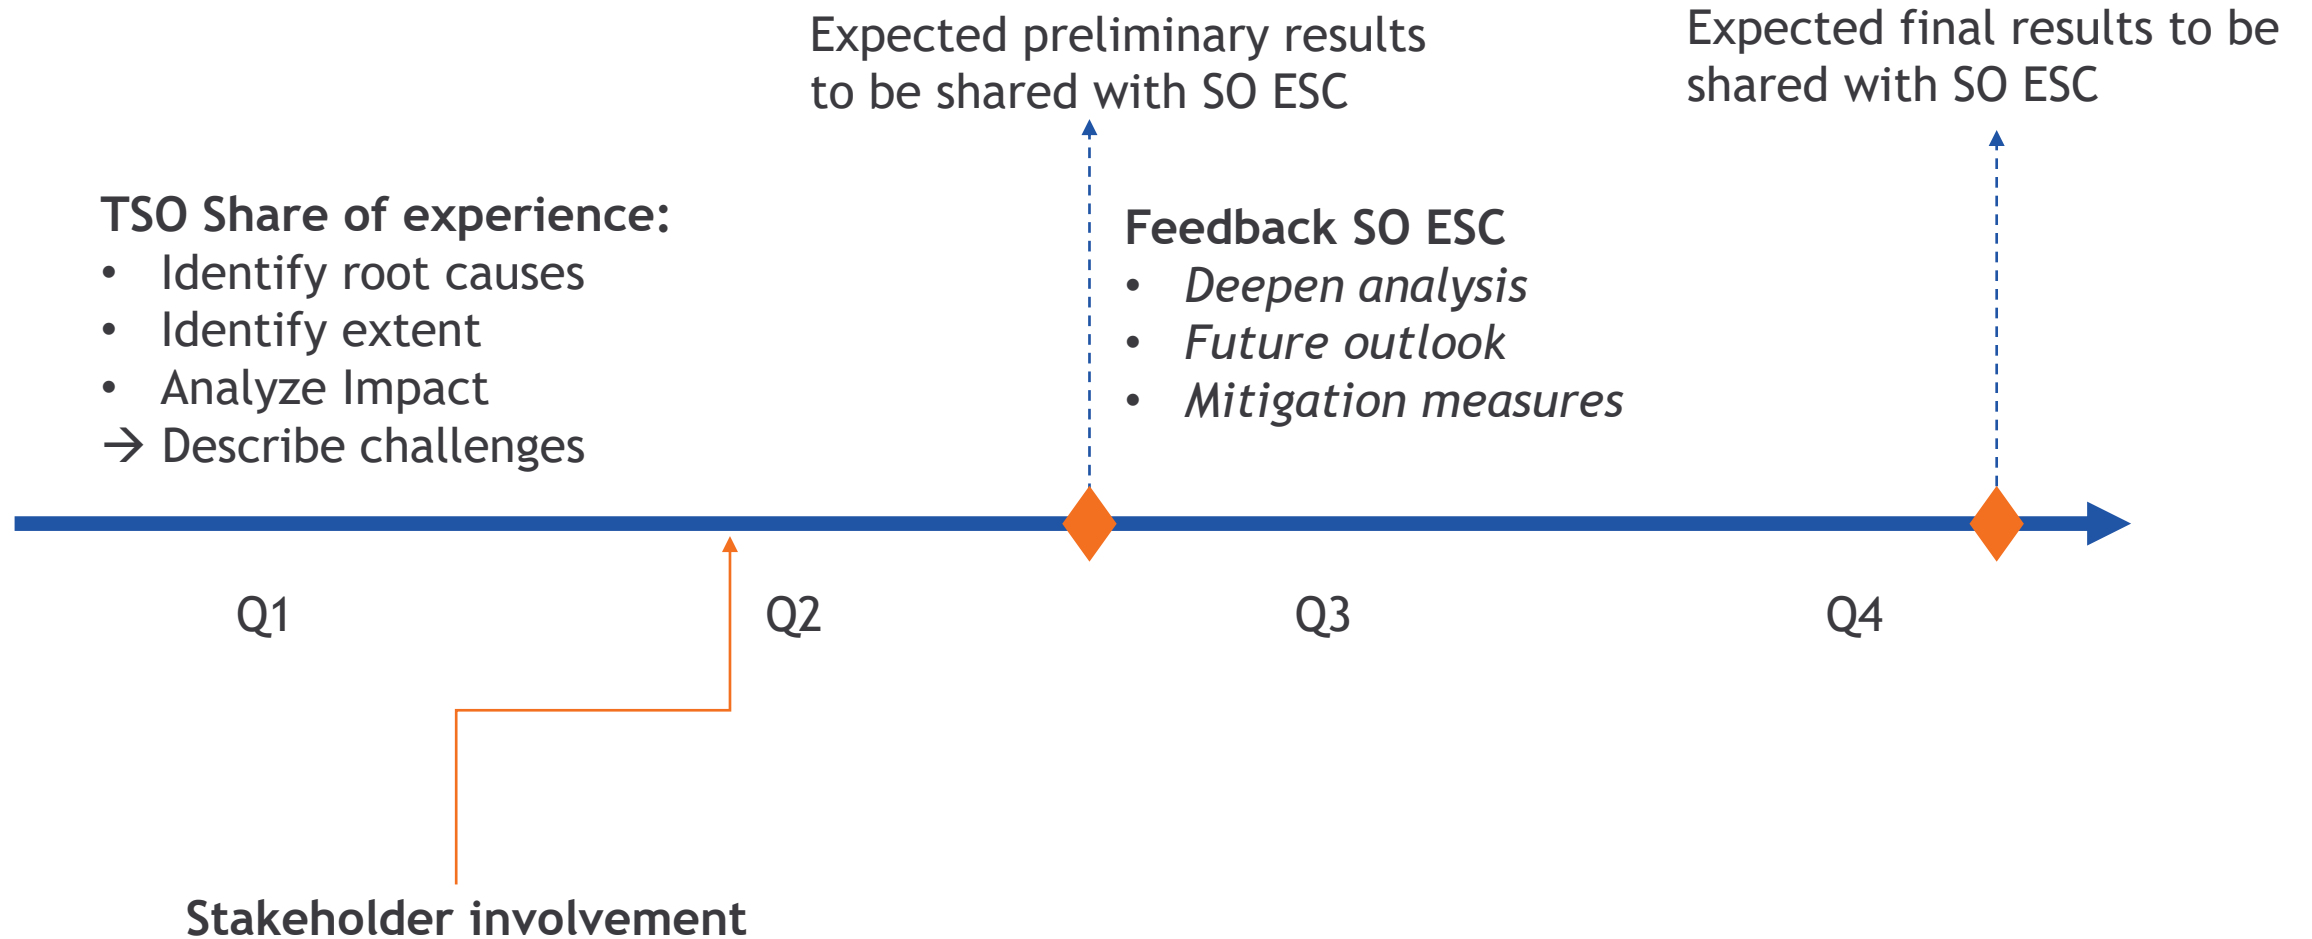 Expected preliminary results
to be shared with SO ESC
Expected final results to be
shared with SO ESC
TSO Share of experience:
• Identify root causes
• Identify extent
• Analyze Impact
→ Describe challenges
Feedback SO ESC
• Deepen analysis
• Future outlook
• Mitigation measures
Q1
Q2
Q3
Q4
Stakeholder involvement